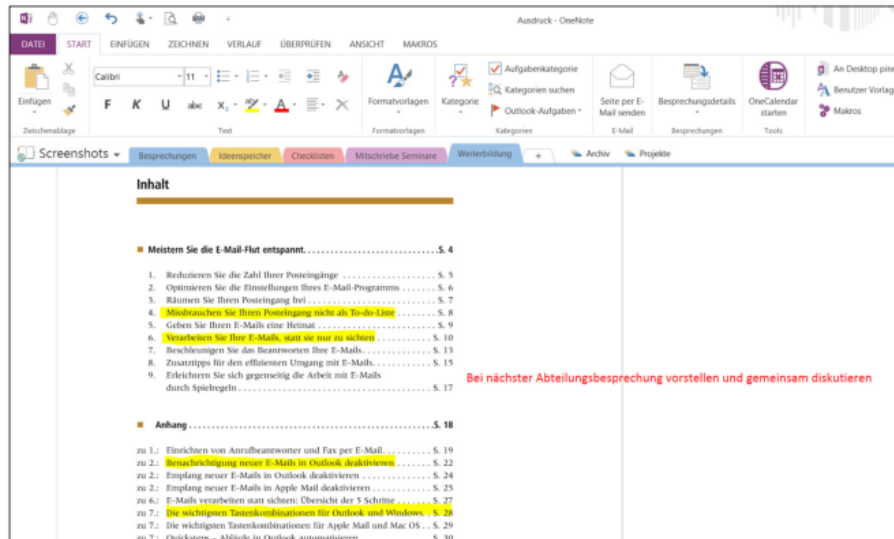 Ausdruck - OneNote
DATEI START EINFÜGEN ZEICHNEN VERLAUF ÜBERPRÜFEN ANSICHT MAKROS
Einfügen
Calibri 11
F K U abc x₂ A
Formatvorlagen
Kategorie
Aufgabenkategorie
Kategorien suchen
Outlook-Aufgaben
Seite per E-Mail senden
Besprechungsdetails
OneCalendar starten
An Desktop
Benutzer
Makros
Zwischenablage Text Formatvorlagen Kategorien E-Mail Besprechungen Tools
Screenshots Besprechungen Ideenspeicher Checklisten Mitschriebe Seminare Weiterbildung + Archiv Projekte
Inhalt
Meistern Sie die E-Mail-Flut entspannt. S. 4
1. Reduzieren Sie die Zahl Ihrer Posteingänge S. 5
2. Optimieren Sie die Einstellungen Ihres E-Mail-Programms S. 6
3. Räumen Sie Ihren Posteingang frei S. 7
4. Missbrauchen Sie Ihren Posteingang nicht als To-do-Liste S. 8
5. Geben Sie Ihren E-Mails eine Heimat S. 9
6. Verarbeiten Sie Ihre E-Mails, statt sie nur zu sichten S. 10
7. Beschleunigen Sie das Beantworten Ihre E-Mails S. 13
8. Zusatztipps für den effizienten Umgang mit E-Mails. S. 15
9. Erleichtern Sie sich gegenseitig die Arbeit mit E-Mails
durch Spielregeln S. 17
Bei nächster Abteilungsbesprechung vorstellen und gemeinsam diskutieren
Anhang S. 18
zu 1.: Einrichten von Anrufbeantworter und Fax per E-Mail S. 19
zu 2.: Benachrichtigung neuer E-Mails in Outlook deaktivieren S. 22
zu 2.: Empfang neuer E-Mails in Outlook deaktivieren S. 24
zu 2.: Empfang neuer E-Mails in Apple Mail deaktivieren S. 25
zu 6.: E-Mails verarbeiten statt sichten: Übersicht der 5 Schritte S. 27
zu 7.: Die wichtigsten Tastenkombinationen für Outlook und Windows. S. 28
zu 7.: Die wichtigsten Tastenkombinationen für Apple Mail und Mac OS S. 29
zu 7.: Quicksteps – Abläufe in Outlook automatisieren S. 30